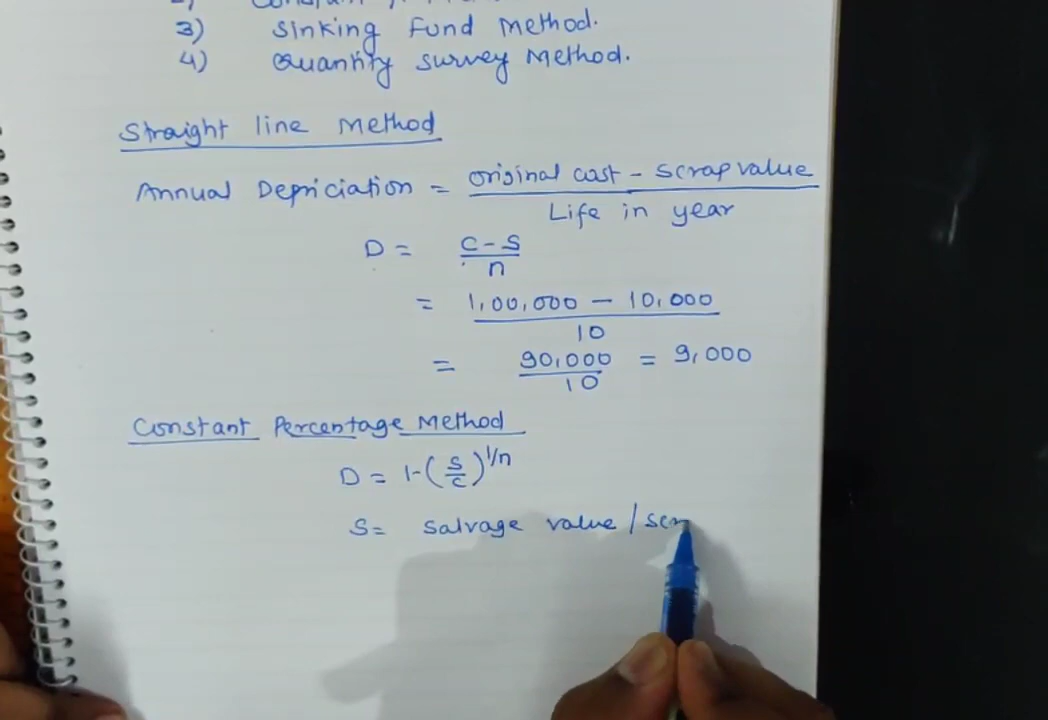 3) Sinking Fund Method.
4) Quantity survey Method.
Straight line Method
Annual Depriciation = original cost - scrap value
Life in year
D = C - S
n
= 1,00,000 - 10,000
10
= 90,000 = 9,000
10
Constant Percentage Method
D = 1-(S/C)^1/n
S = Salvage value / scr